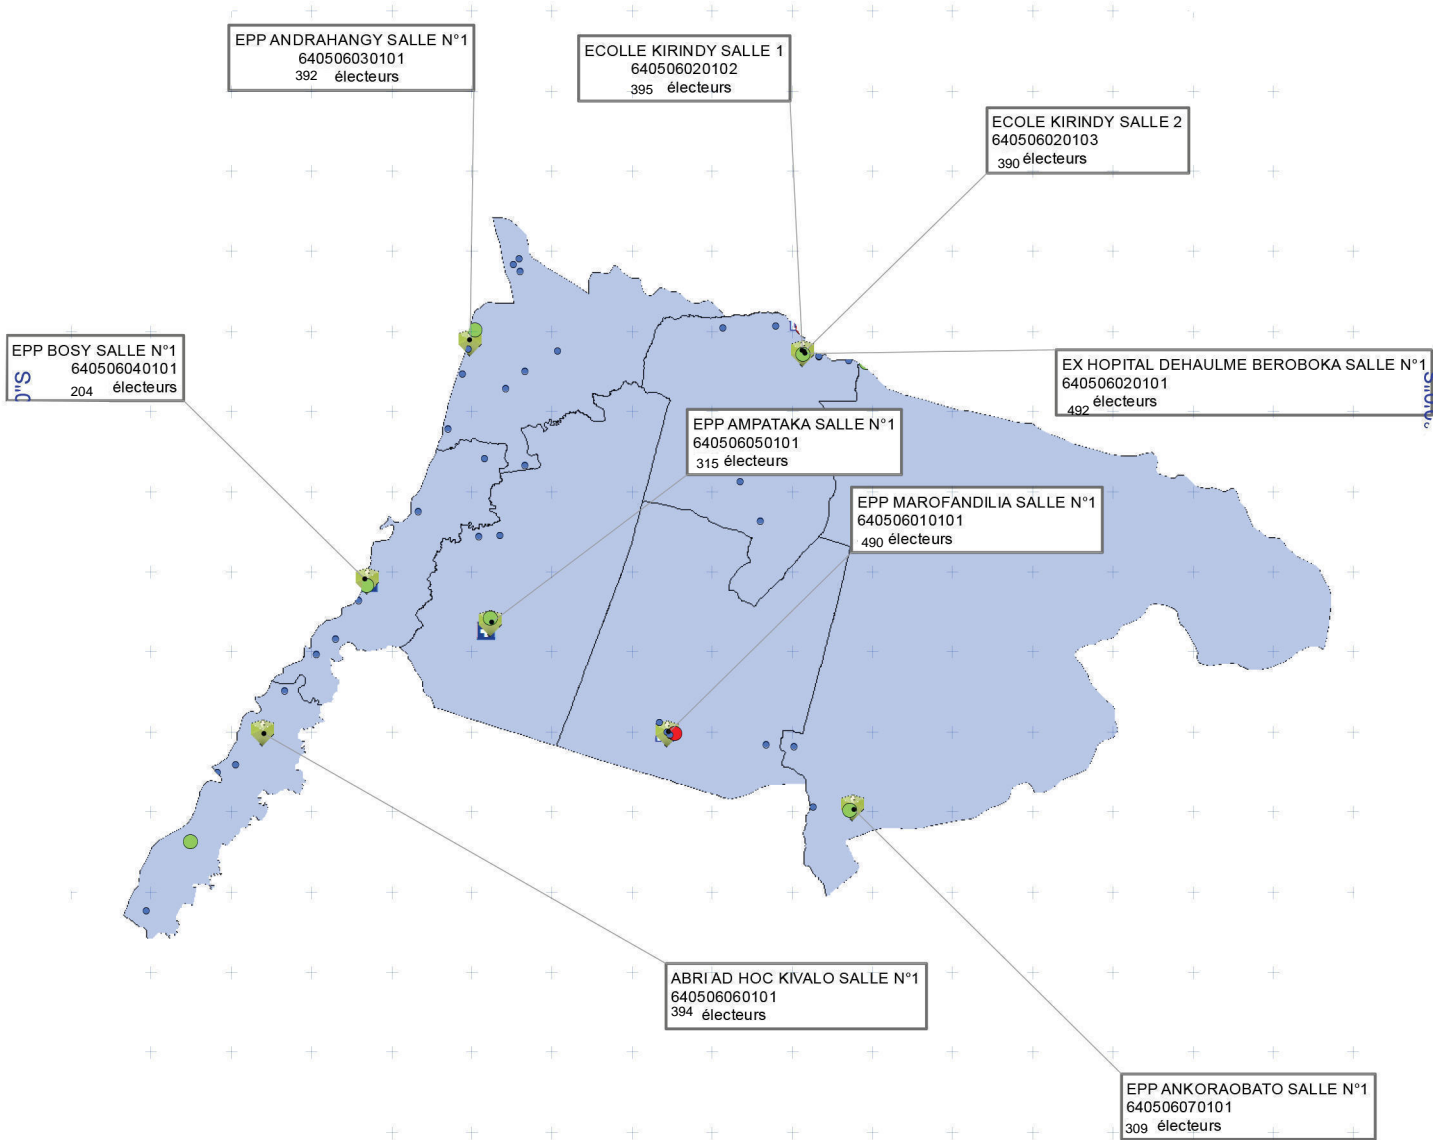 EPP ANDRAHANGY SALLE N°1
640506030101
392 électeurs
ECOLLE KIRINDY SALLE 1
640506020102
395 électeurs
ECOLE KIRINDY SALLE 2
640506020103
390 électeurs
EPP BOSY SALLE N°1
640506040101
204 électeurs
EX HOPITAL DEHAULME BEROBOKA SALLE N°1
640506020101
492 électeurs
EPP AMPATAKA SALLE N°1
640506050101
315 électeurs
EPP MAROFANDILIA SALLE N°1
640506010101
490 électeurs
ABRI AD HOC KIVALO SALLE N°1
640506060101
394 électeurs
EPP ANKORAOBATO SALLE N°1
640506070101
309 électeurs